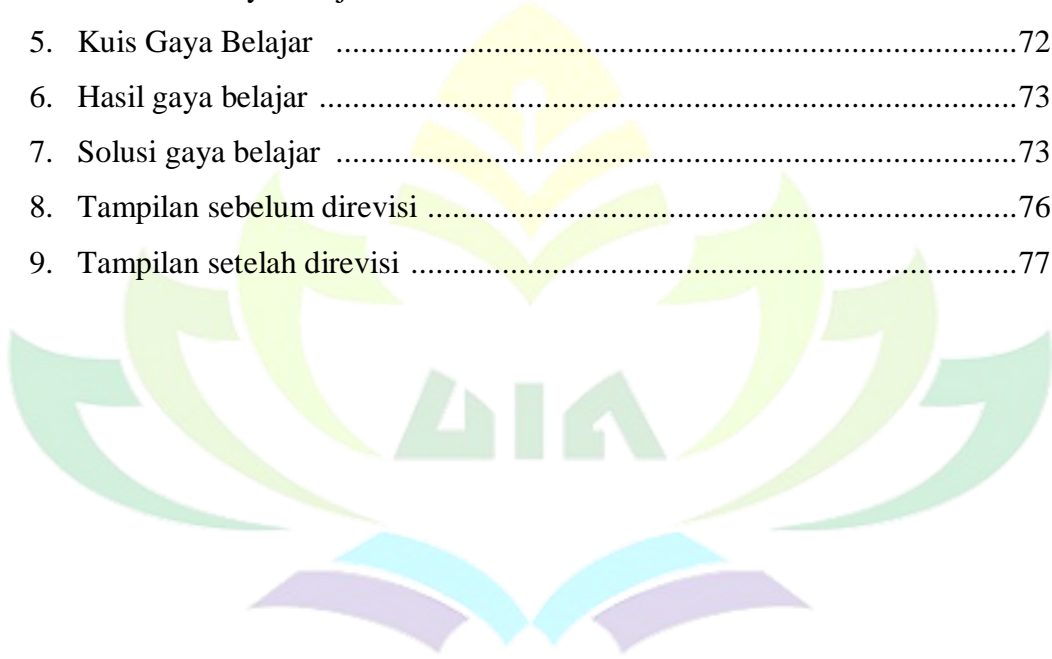 5. Kuis Gaya Belajar ....................................................................72
6. Hasil gaya belajar ......................................................................73
7. Solusi gaya belajar ....................................................................73
8. Tampilan sebelum direvisi ...........................................................76
9. Tampilan setelah direvisi .............................................................77
UIN